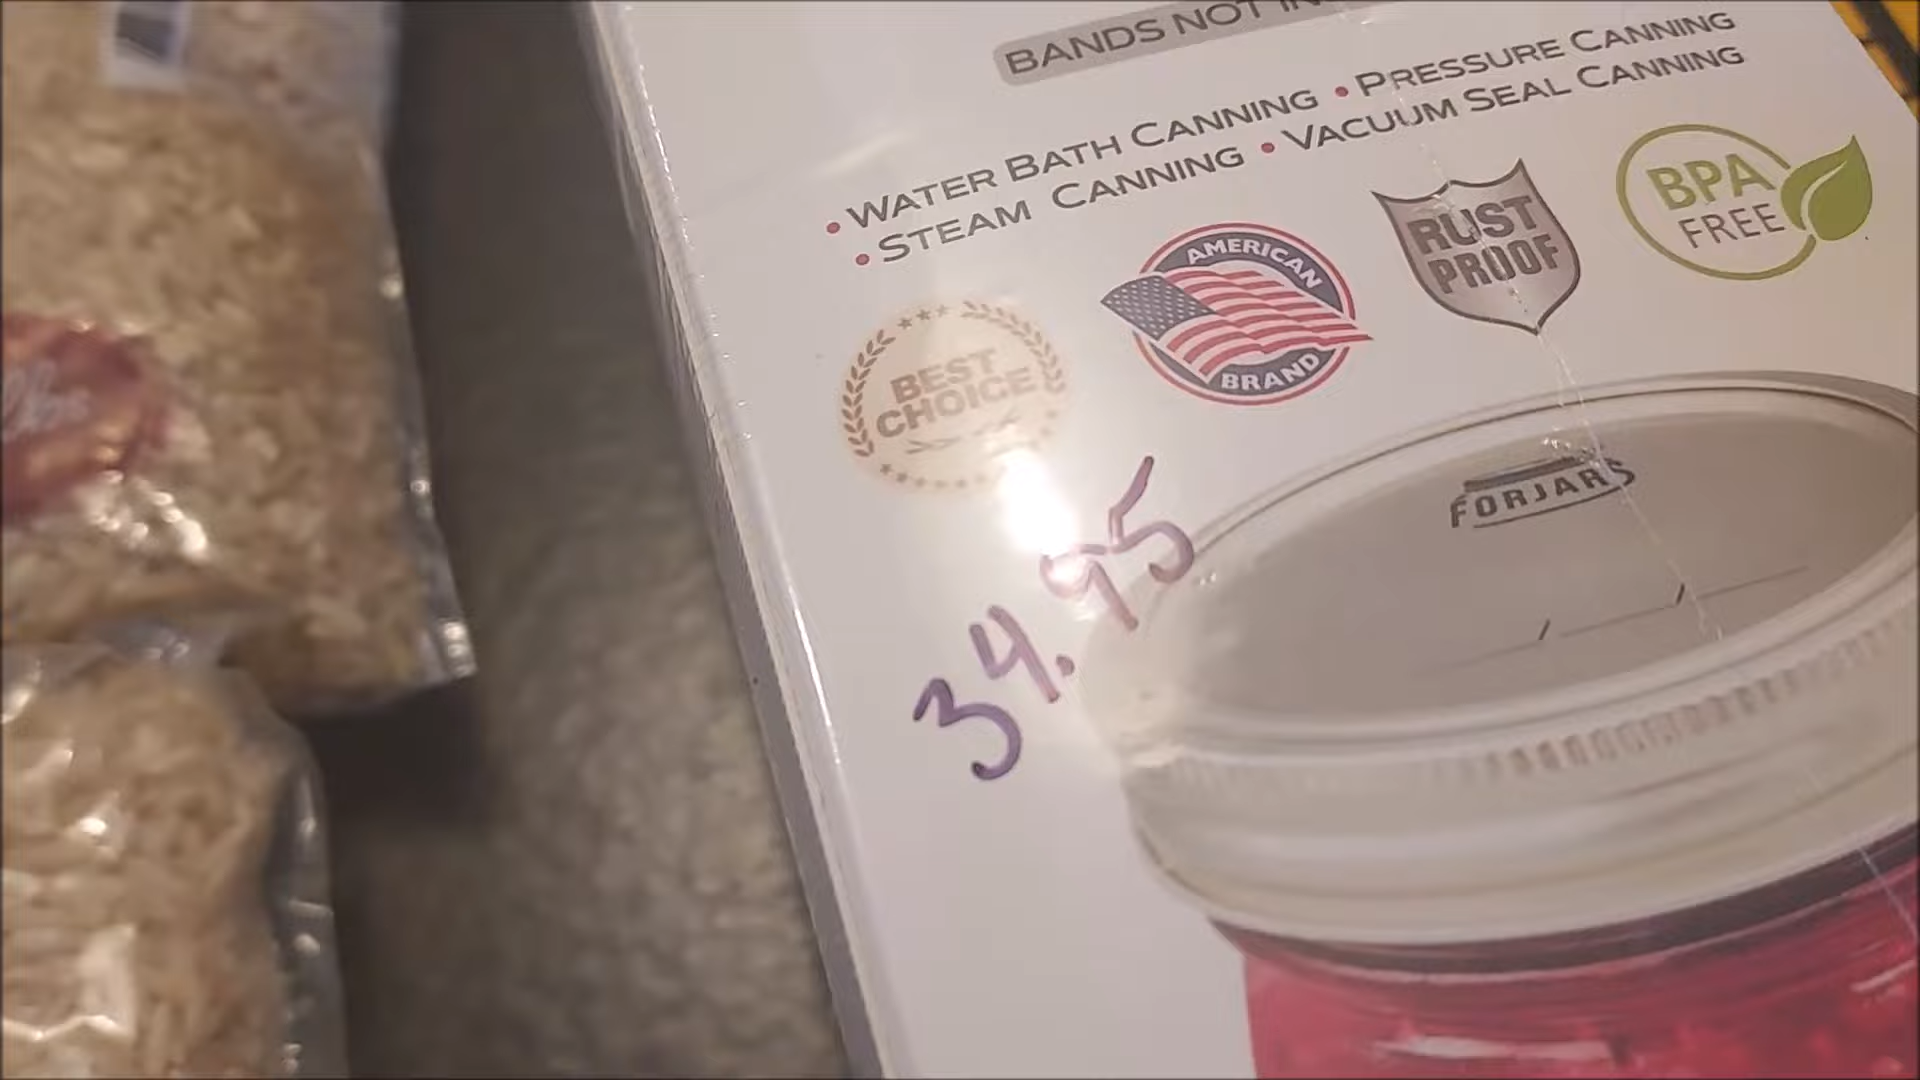 BANDS NOT
• WATER BATH CANNING • PRESSURE CANNING
• STEAM CANNING • VACUUM SEAL CANNING
BEST
CHOICE
AMERICAN
BRAND
RUST
PROOF
BPA
FREE
FORJARS
34.95